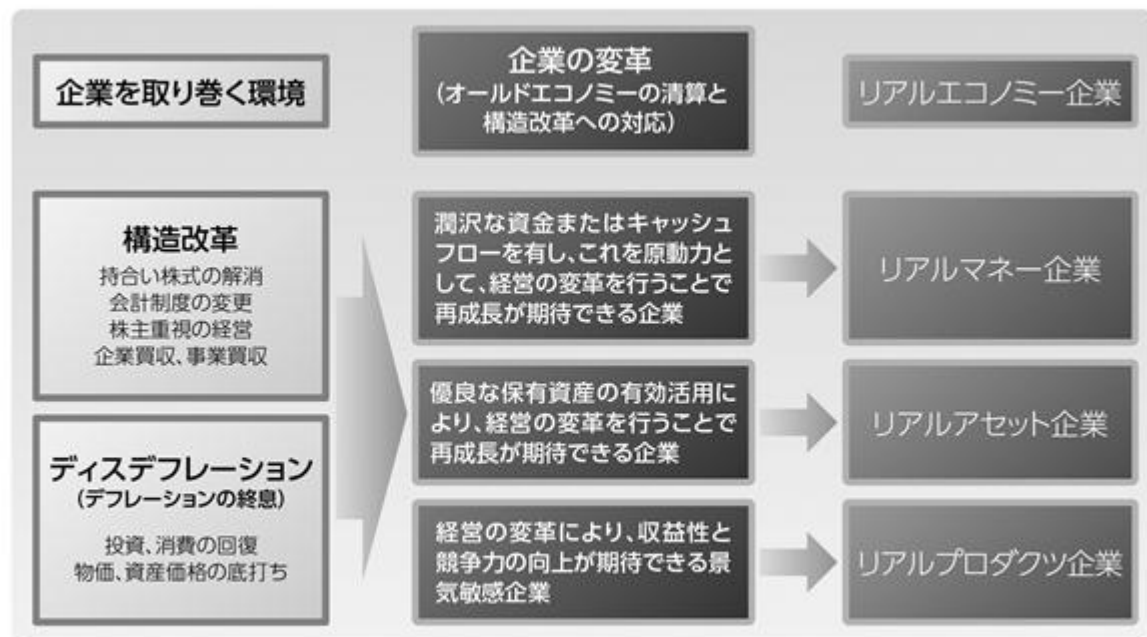 企業を取り巻く環境
企業の変革
(オールドエコノミーの清算と
構造改革への対応)
リアルエコノミー企業
構造改革
持合い株式の解消
会計制度の変更
株主重視の経営
企業買収、事業買収
ディスデフレーション
(デフレーションの終息)
投資、消費の回復
物価、資産価格の底打ち
潤沢な資金またはキャッシュ
フローを有し、これを原動力と
して、経営の変革を行うことで
再成長が期待できる企業
リアルマネー企業
優良な保有資産の有効活用に
より、経営の変革を行うことで
再成長が期待できる企業
リアルアセット企業
経営の変革により、収益性と
競争力の向上が期待できる景
気敏感企業
リアルプロダクツ企業